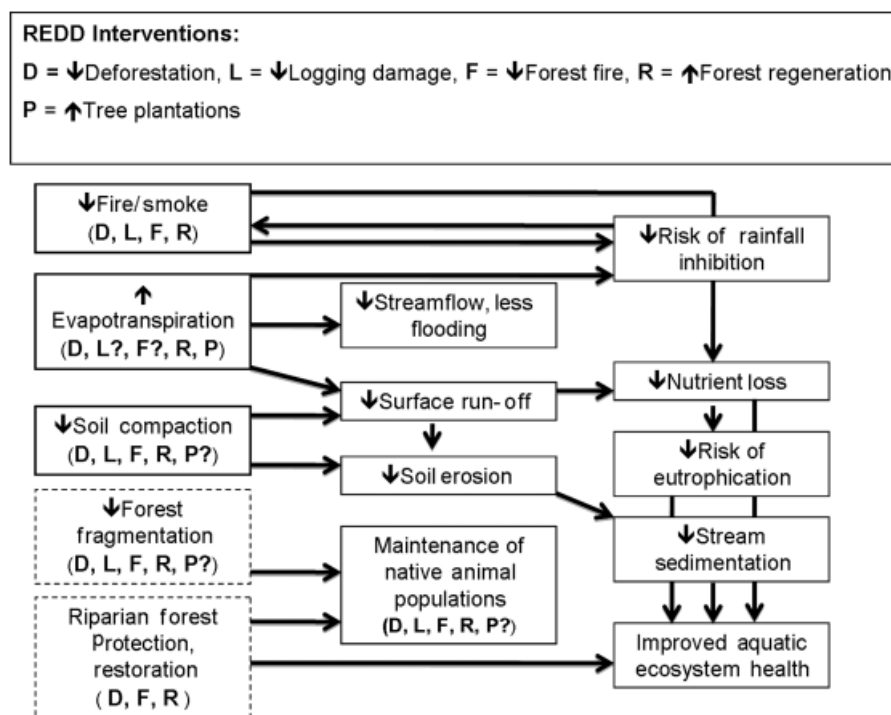 REDD Interventions:
D = ↓Deforestation, L = ↓Logging damage, F = ↓Forest fire, R = ↑Forest regeneration
P = ↑Tree plantations
↓Fire/smoke
(D, L, F, R)
↓Risk of rainfall
inhibition
↑
Evapotranspiration
(D, L?, F?, R, P)
↓Streamflow, less
flooding
↓Surface run-off
↓Nutrient loss
↓Soil compaction
(D, L, F, R, P?)
↓Risk of
eutrophication
↓Soil erosion
↓Forest
fragmentation
(D, L, F, R, P?)
↓Stream
sedimentation
Maintenance of
native animal
populations
(D, L, F, R, P?)
Riparian forest
Protection,
restoration
( D, F, R)
Improved aquatic
ecosystem health